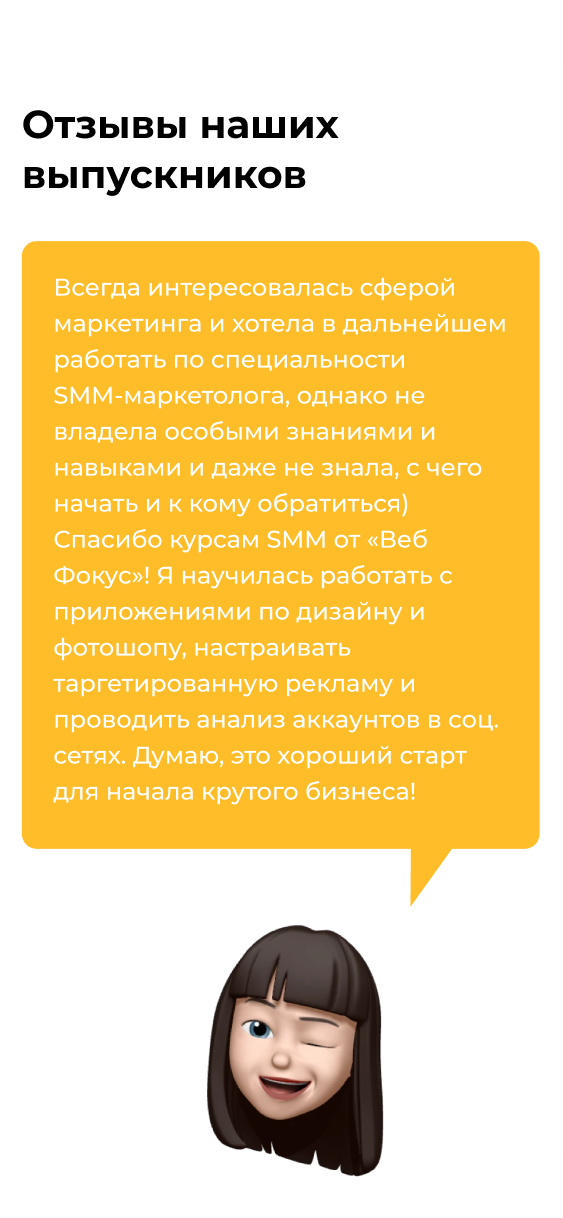 Отзывы наших
выпускников
Всегда интересовалась сферой
маркетинга и хотела в дальнейшем
работать по специальности
SMM-маркетолога, однако не
владела особыми знаниями и
навыками и даже не знала, с чего
начать и к кому обратиться)
Спасибо курсам SMM от «Веб
Фокус»! Я научилась работать с
приложениями по дизайну и
фотошопу, настраивать
таргетированную рекламу и
проводить анализ аккаунтов в соц.
сетях. Думаю, это хороший старт
для начала крутого бизнеса!